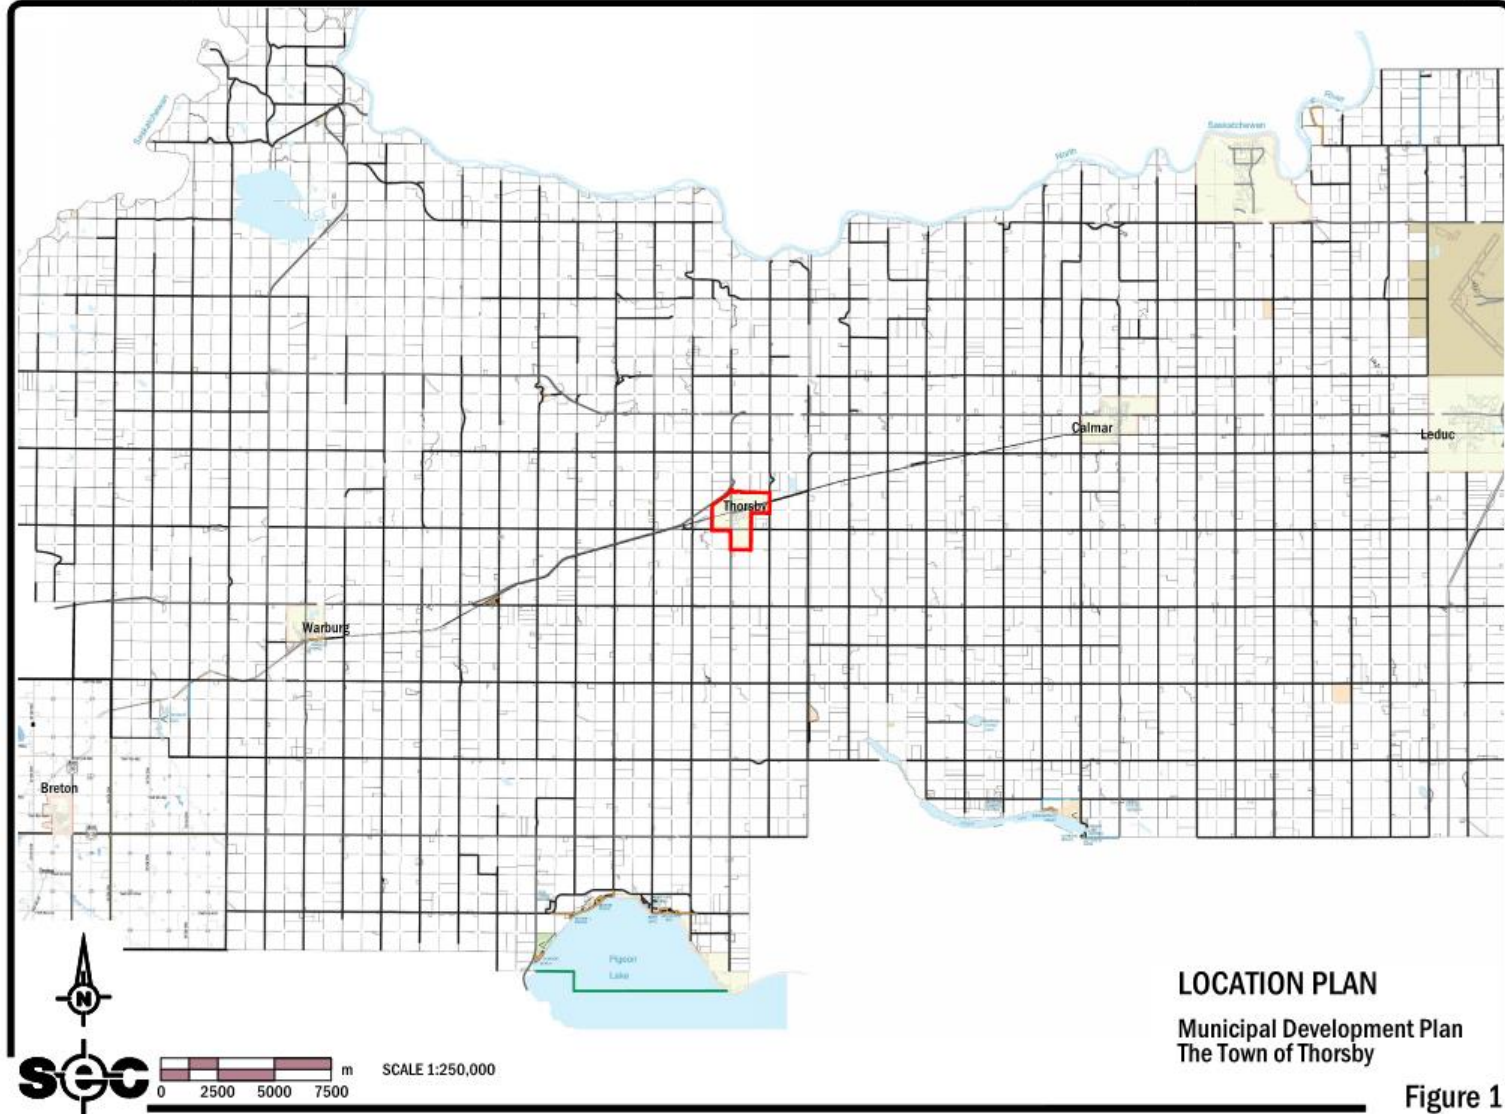 Saskatchewan
River
Saskatchewan
North
Calmar
Leduc
Thorsby
Warburg
Breton
Pigeon
Lake
N
LOCATION PLAN
Municipal Development Plan
The Town of Thorsby
sec
m
SCALE 1:250,000
0 2500 5000 7500
Figure 1